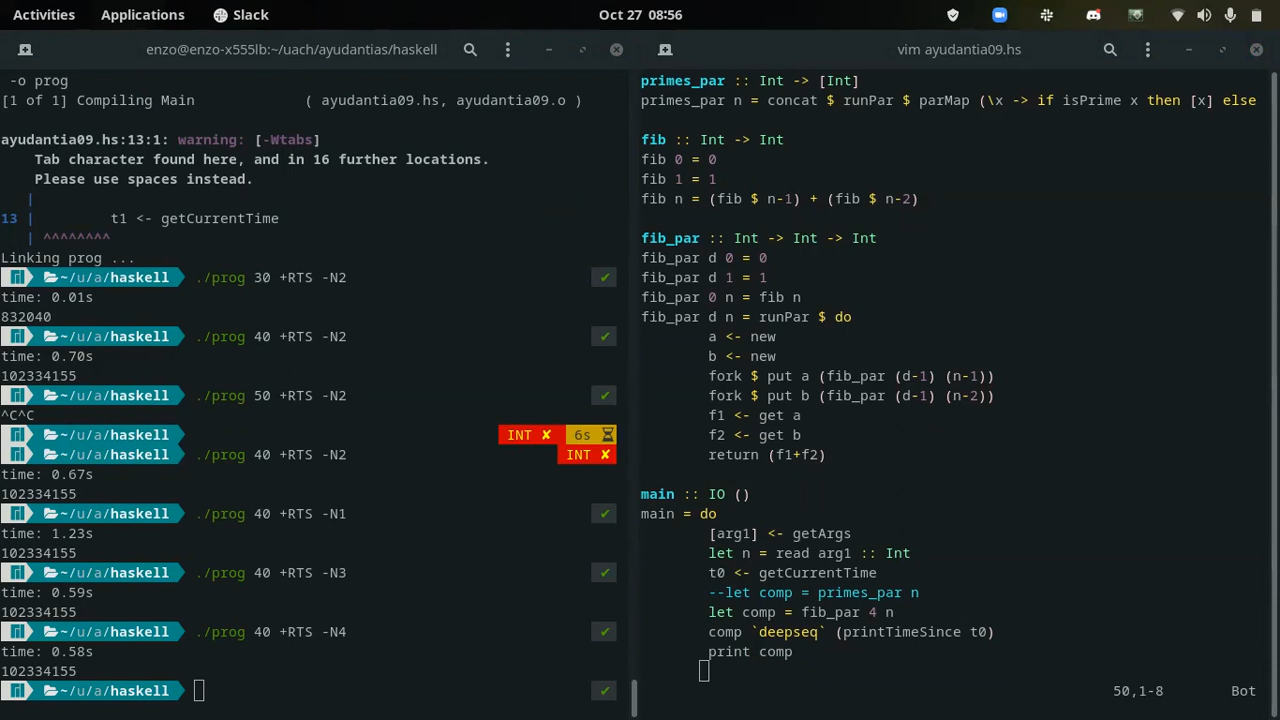 Activities Applications Slack Oct 27 08:56
enzo@enzo-x555lb:~/uach/ayudantias/haskell
-o prog
[1 of 1] Compiling Main             ( ayudantia09.hs, ayudantia09.o )
ayudantia09.hs:13:1: warning: [-Wtabs]
    Tab character found here, and in 16 further locations.
    Please use spaces instead.
   |
13 |         t1 <- getCurrentTime
   | ^^^^^^^^
Linking prog ...
~/u/a/haskell ./prog 30 +RTS -N2 ✔
time: 0.01s
832040
~/u/a/haskell ./prog 40 +RTS -N2 ✔
time: 0.70s
102334155
~/u/a/haskell ./prog 50 +RTS -N2 ✔
^C^C
~/u/a/haskell INT ✘ 6s
~/u/a/haskell ./prog 40 +RTS -N2 INT ✘
time: 0.67s
102334155
~/u/a/haskell ./prog 40 +RTS -N1 ✔
time: 1.23s
102334155
~/u/a/haskell ./prog 40 +RTS -N3 ✔
time: 0.59s
102334155
~/u/a/haskell ./prog 40 +RTS -N4 ✔
time: 0.58s
102334155
~/u/a/haskell ✔
vim ayudantia09.hs
primes_par :: Int -> [Int]
primes_par n = concat $ runPar $ parMap (\x -> if isPrime x then [x] else
fib :: Int -> Int
fib 0 = 0
fib 1 = 1
fib n = (fib $ n-1) + (fib $ n-2)
fib_par :: Int -> Int -> Int
fib_par d 0 = 0
fib_par d 1 = 1
fib_par 0 n = fib n
fib_par d n = runPar $ do
        a <- new
        b <- new
        fork $ put a (fib_par (d-1) (n-1))
        fork $ put b (fib_par (d-1) (n-2))
        f1 <- get a
        f2 <- get b
        return (f1+f2)
main :: IO ()
main = do
        [arg1] <- getArgs
        let n = read arg1 :: Int
        t0 <- getCurrentTime
        --let comp = primes_par n
        let comp = fib_par 4 n
        comp `deepseq` (printTimeSince t0)
        print comp
50,1-8 Bot